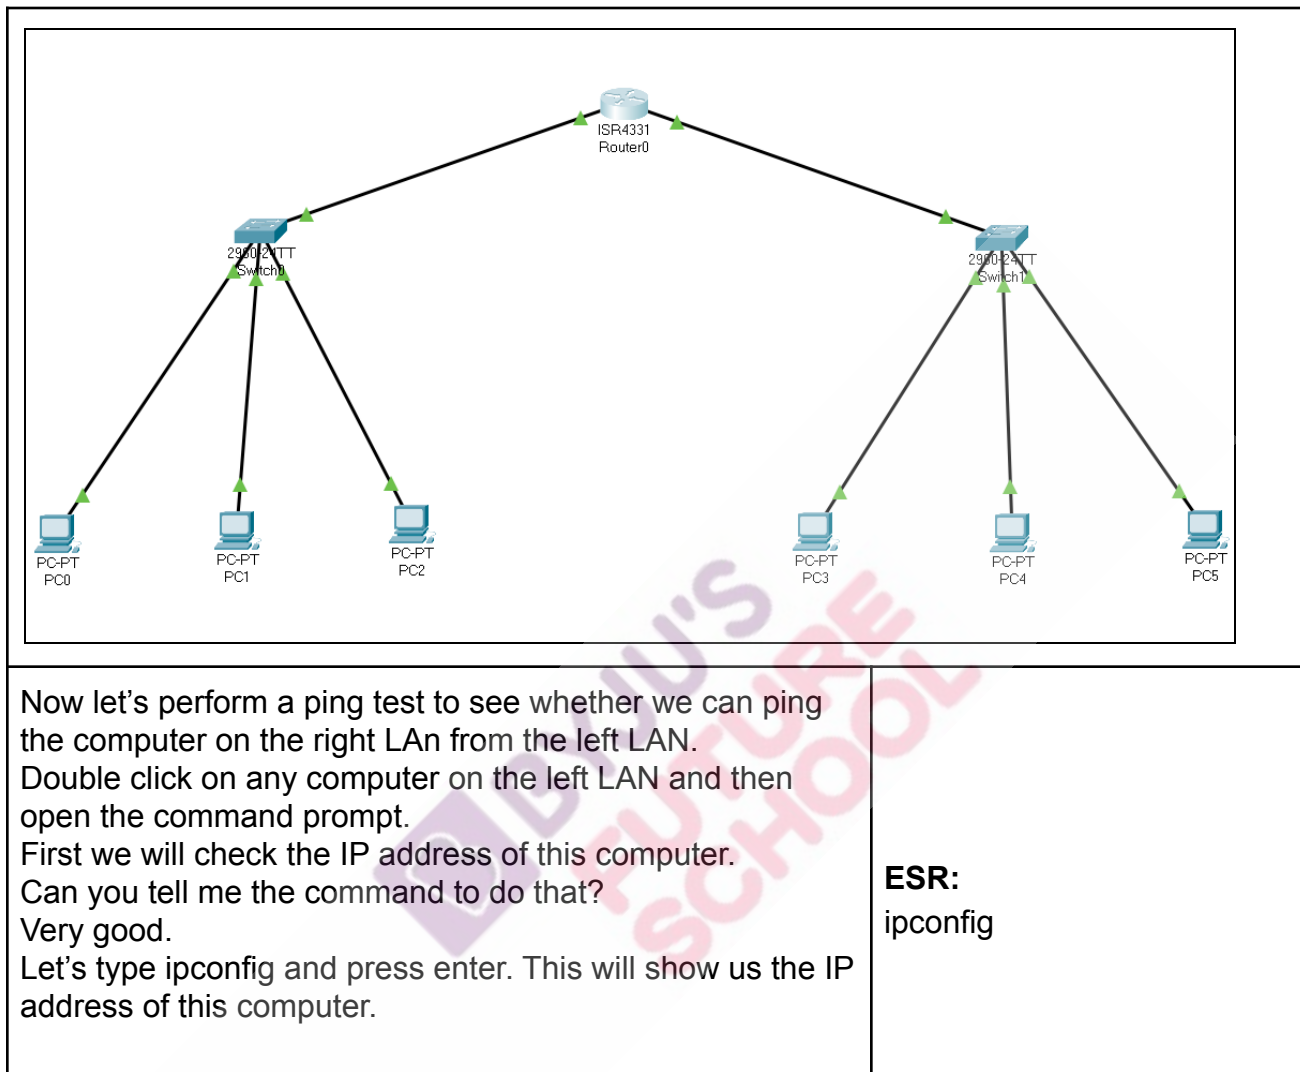 ISR4331
Router0
2960-24TT
Switch0
2960-24TT
Switch1
PC-PT
PC0
PC-PT
PC1
PC-PT
PC2
PC-PT
PC3
PC-PT
PC4
PC-PT
PC5
Now let’s perform a ping test to see whether we can ping
the computer on the right LAn from the left LAN.
Double click on any computer on the left LAN and then
open the command prompt.
First we will check the IP address of this computer.
Can you tell me the command to do that?
Very good.
Let’s type ipconfig and press enter. This will show us the IP
address of this computer.
ESR:
ipconfig
BYJU'S
FUTURE
SCHOOL